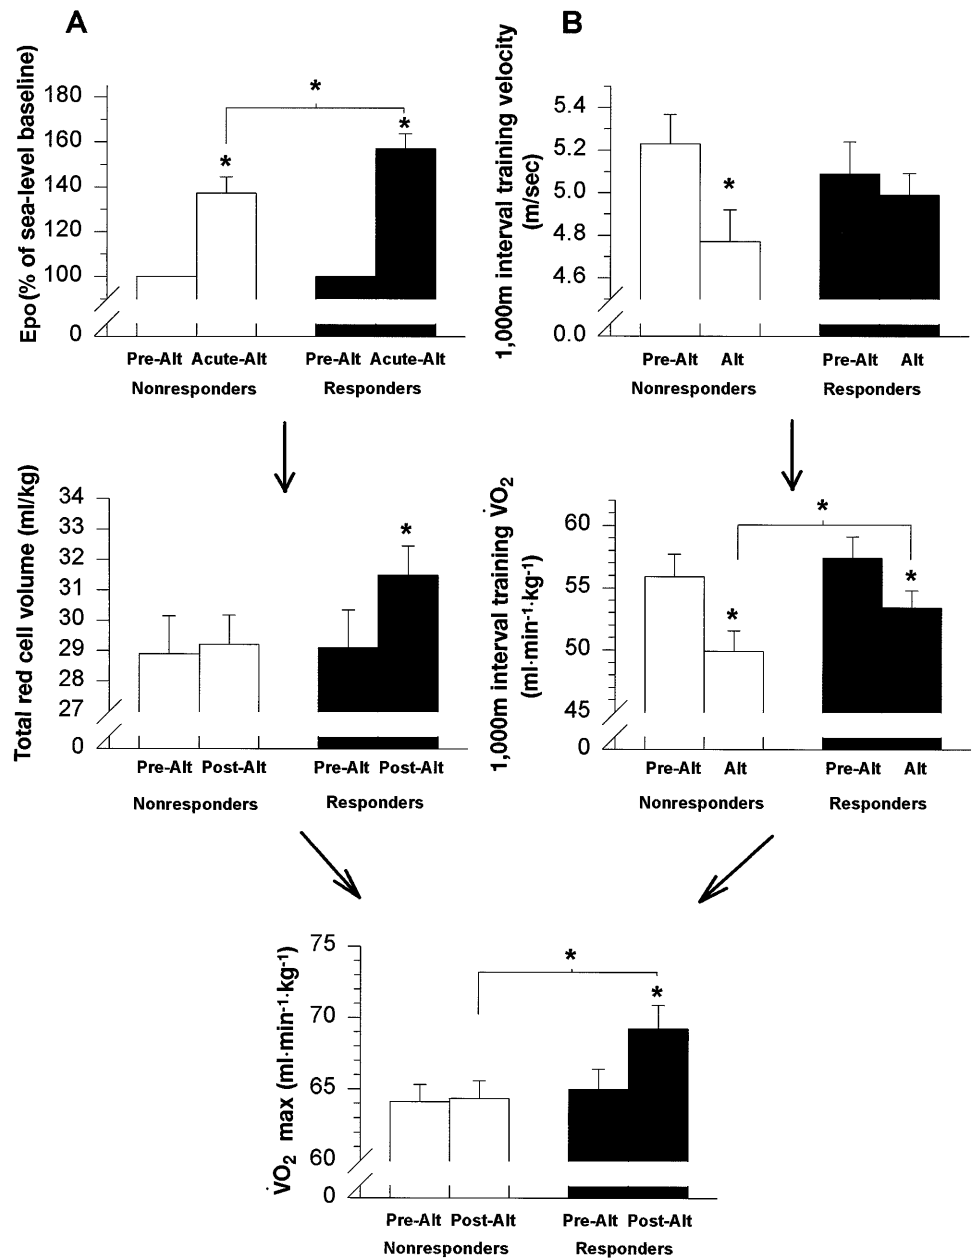 A
Epo (% of sea-level baseline)
180
*
160
*
*
140
120
100
0
Pre-Alt Acute-Alt Pre-Alt Acute-Alt
Nonresponders Responders
B
1,000m interval training velocity
(m/sec)
5.4
5.2
*
5.0
4.8
4.6
0.0
Pre-Alt Alt Pre-Alt Alt
Nonresponders Responders
Total red cell volume (ml/kg)
34
33
*
32
31
30
29
28
27
0
Pre-Alt Post-Alt Pre-Alt Post-Alt
Nonresponders Responders
1,000m interval training V̇O₂
(ml·min⁻¹·kg⁻¹)
60
*
55
*
*
50
45
0
Pre-Alt Alt Pre-Alt Alt
Nonresponders Responders
V̇O₂ max (ml·min⁻¹·kg⁻¹)
75
*
*
70
65
60
0
Pre-Alt Post-Alt Pre-Alt Post-Alt
Nonresponders Responders